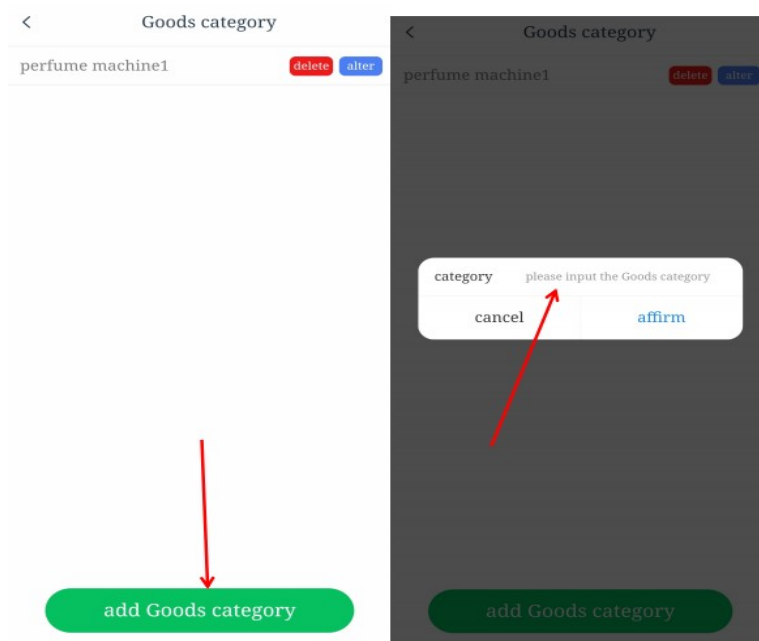 Goods category
perfume machine1 delete alter
add Goods category
Goods category
perfume machine1 delete alter
category please input the Goods category
cancel affirm
add Goods category